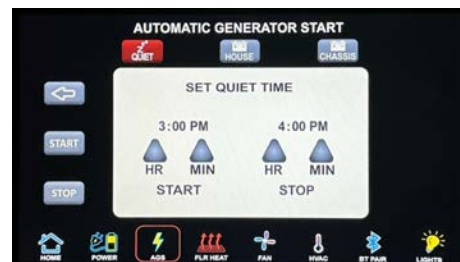 AUTOMATIC GENERATOR START
QUIET HOUSE CHASSIS
SET QUIET TIME
3:00 PM 4:00 PM
START
HR MIN HR MIN
START STOP
STOP
HOME POWER AGS FLR HEAT FAN HVAC BT PAIR LIGHTS